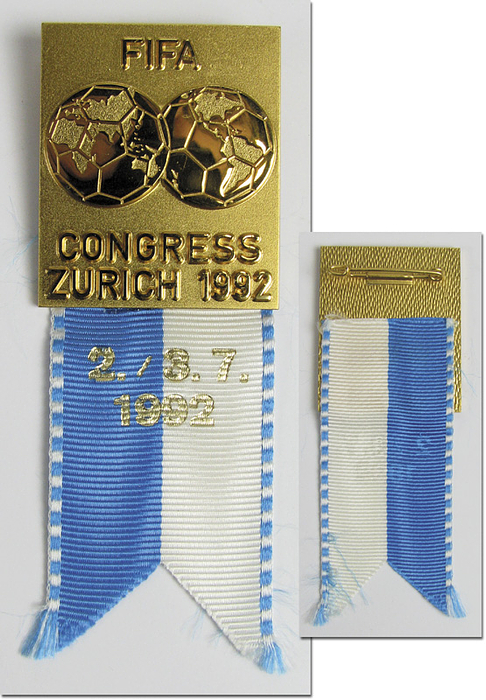 FIFA
CONGRESS
ZURICH 1992
2./3.7.
1992